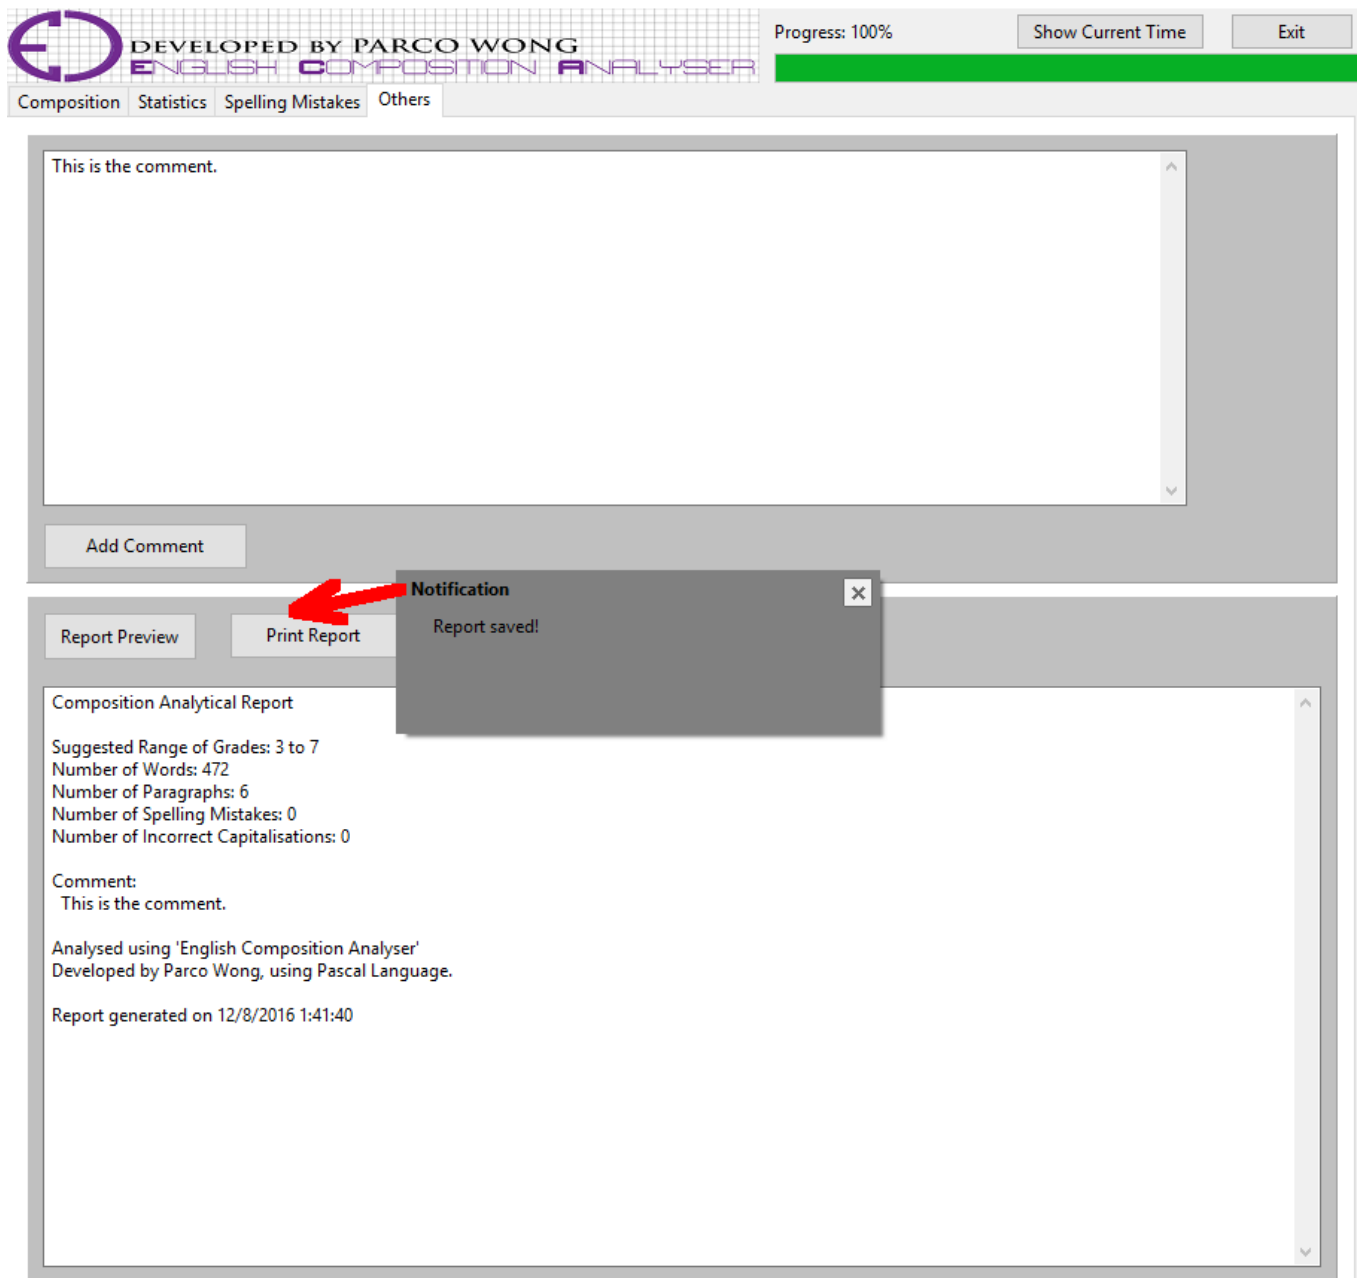 DEVELOPED BY PARCO WONG
ENGLISH COMPOSITION ANALYSER
Progress: 100%
Show Current Time
Exit
Composition
Statistics
Spelling Mistakes
Others
This is the comment.
Add Comment
Notification
Report saved!
Report Preview
Print Report
Composition Analytical Report
Suggested Range of Grades: 3 to 7
Number of Words: 472
Number of Paragraphs: 6
Number of Spelling Mistakes: 0
Number of Incorrect Capitalisations: 0
Comment:
This is the comment.
Analysed using 'English Composition Analyser'
Developed by Parco Wong, using Pascal Language.
Report generated on 12/8/2016 1:41:40